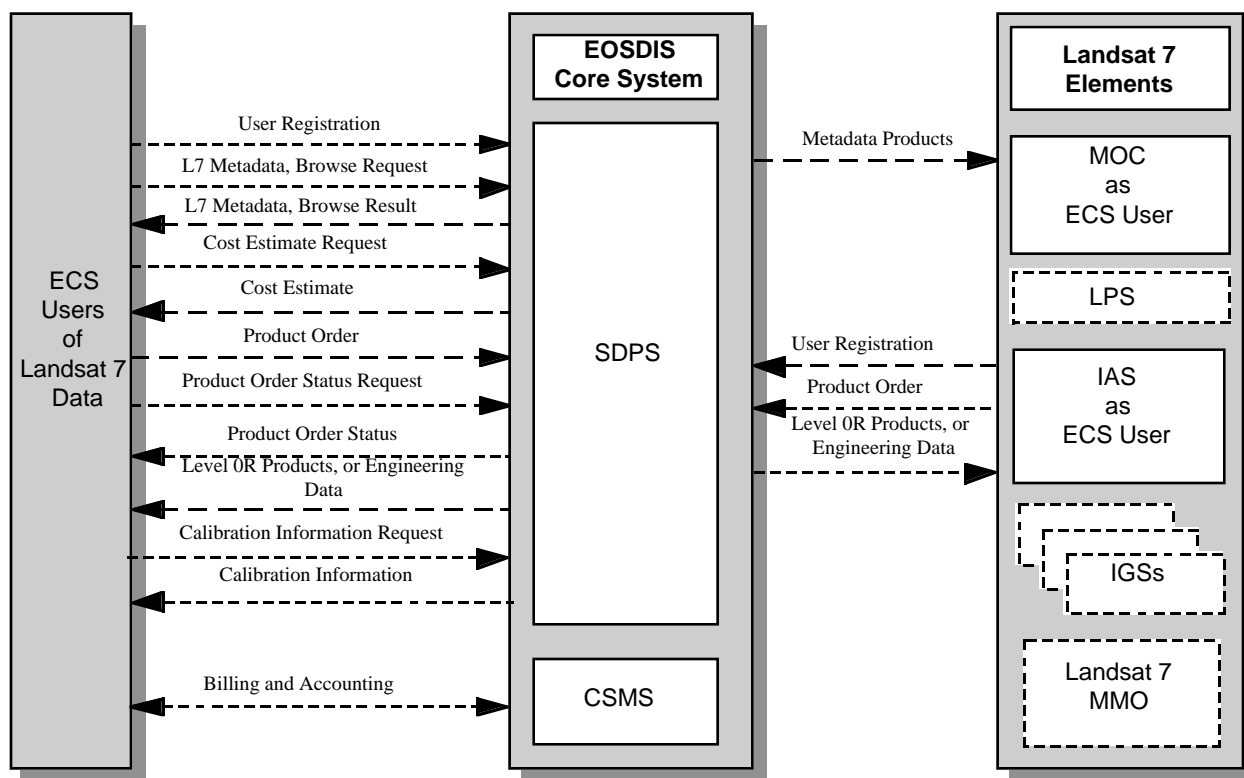 ECS
Users
of
Landsat 7
Data
User Registration
L7 Metadata, Browse Request
L7 Metadata, Browse Result
Cost Estimate Request
Cost Estimate
Product Order
Product Order Status Request
Product Order Status
Level 0R Products, or Engineering
Data
Calibration Information Request
Calibration Information
Billing and Accounting
EOSDIS
Core System
SDPS
CSMS
Metadata Products
User Registration
Product Order
Level 0R Products, or
Engineering Data
Landsat 7
Elements
MOC
as
ECS User
LPS
IAS
as
ECS User
IGSs
Landsat 7
MMO